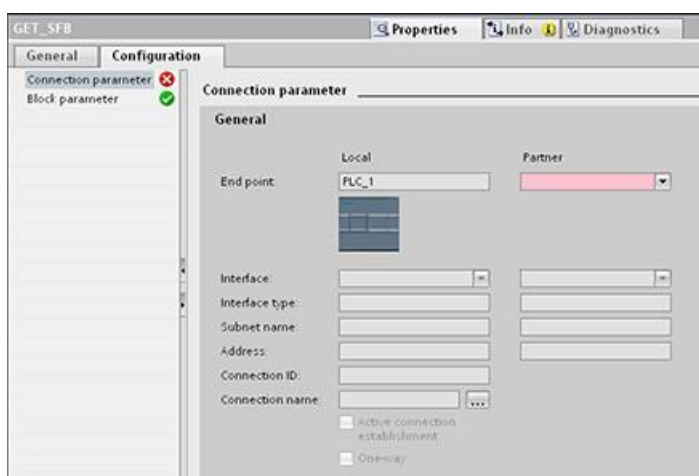 GET_SFB
Properties
Info
Diagnostics
General
Configuration
Connection parameter
Block parameter
Connection parameter
General
Local
Partner
End point:
PLC_1
Interface:
Interface type:
Subnet name:
Address:
Connection ID:
Connection name:
...
Active connection
establishment
One-way